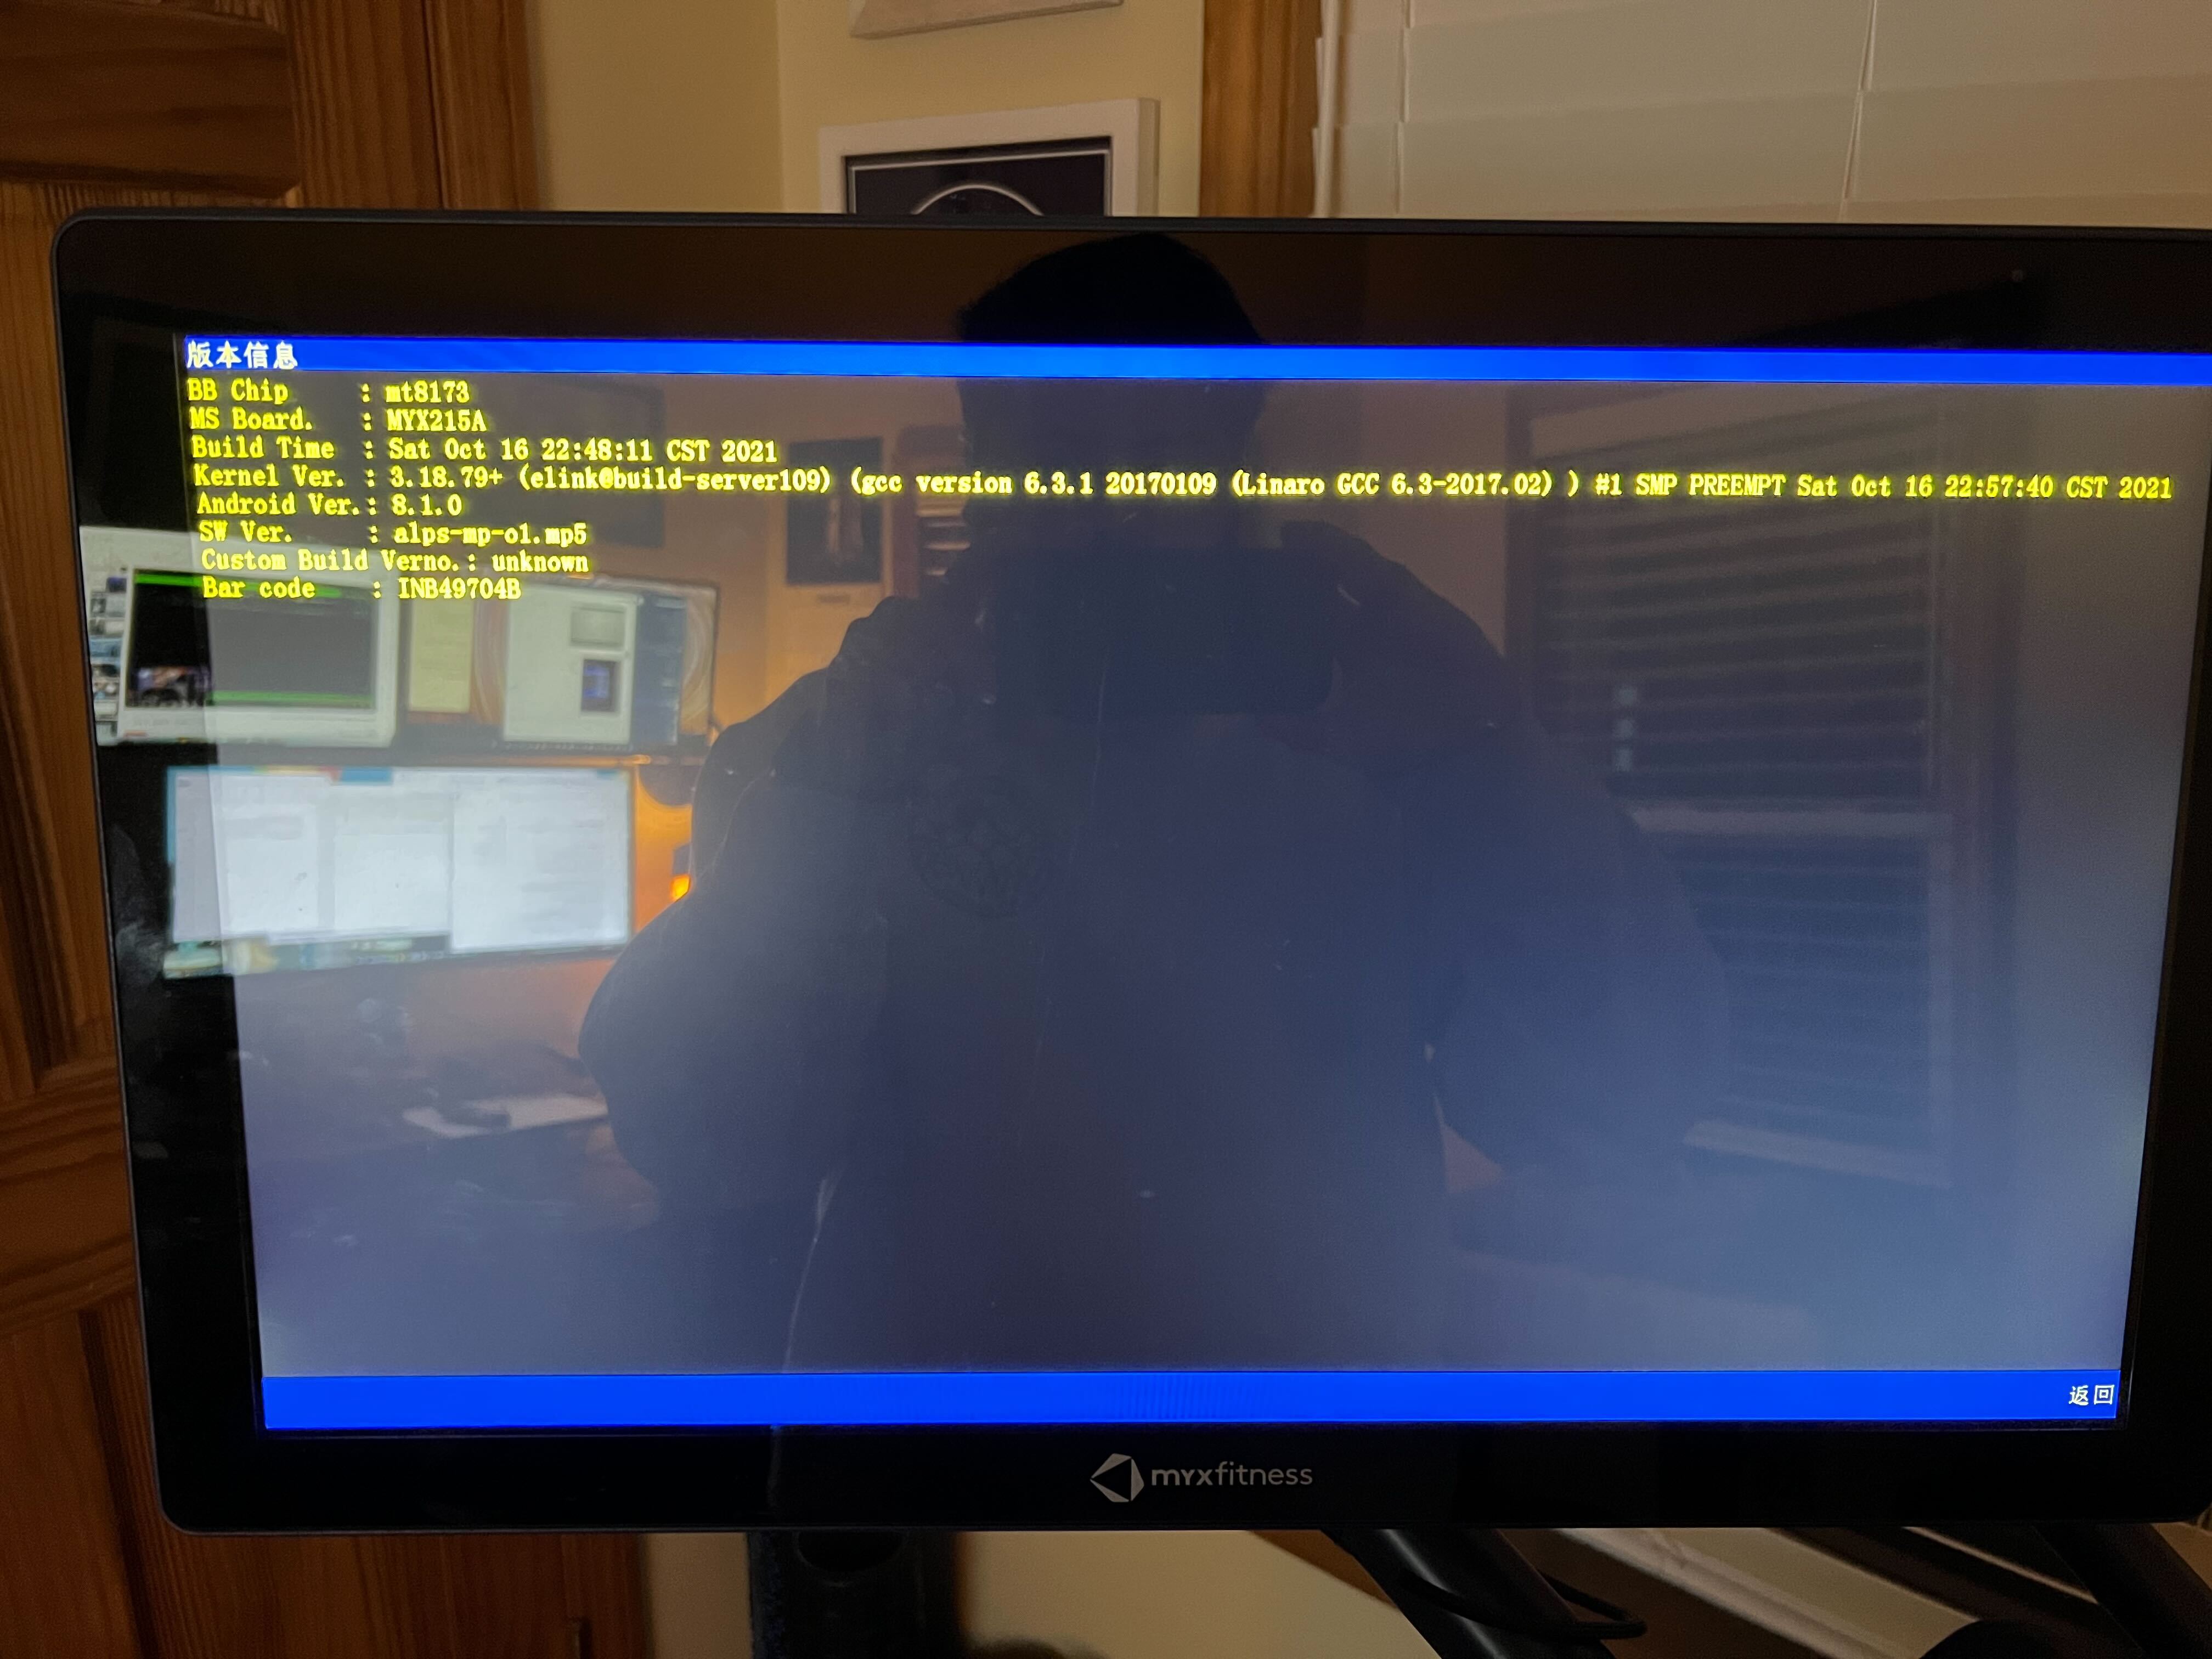 版本信息
BB Chip : mt8173
MS Board. : MYX215A
Build Time : Sat Oct 16 22:48:11 CST 2021
Kernel Ver. : 3.18.79+ (elink@build-server109) (gcc version 6.3.1 20170109 (Linaro GCC 6.3-2017.02) ) #1 SMP PREEMPT Sat Oct 16 22:57:40 CST 2021
Android Ver.: 8.1.0
SW Ver. : alps-mp-o1.mp5
Custom Build Verno.: unknown
Bar code : INB49704B
返回
myxfitness